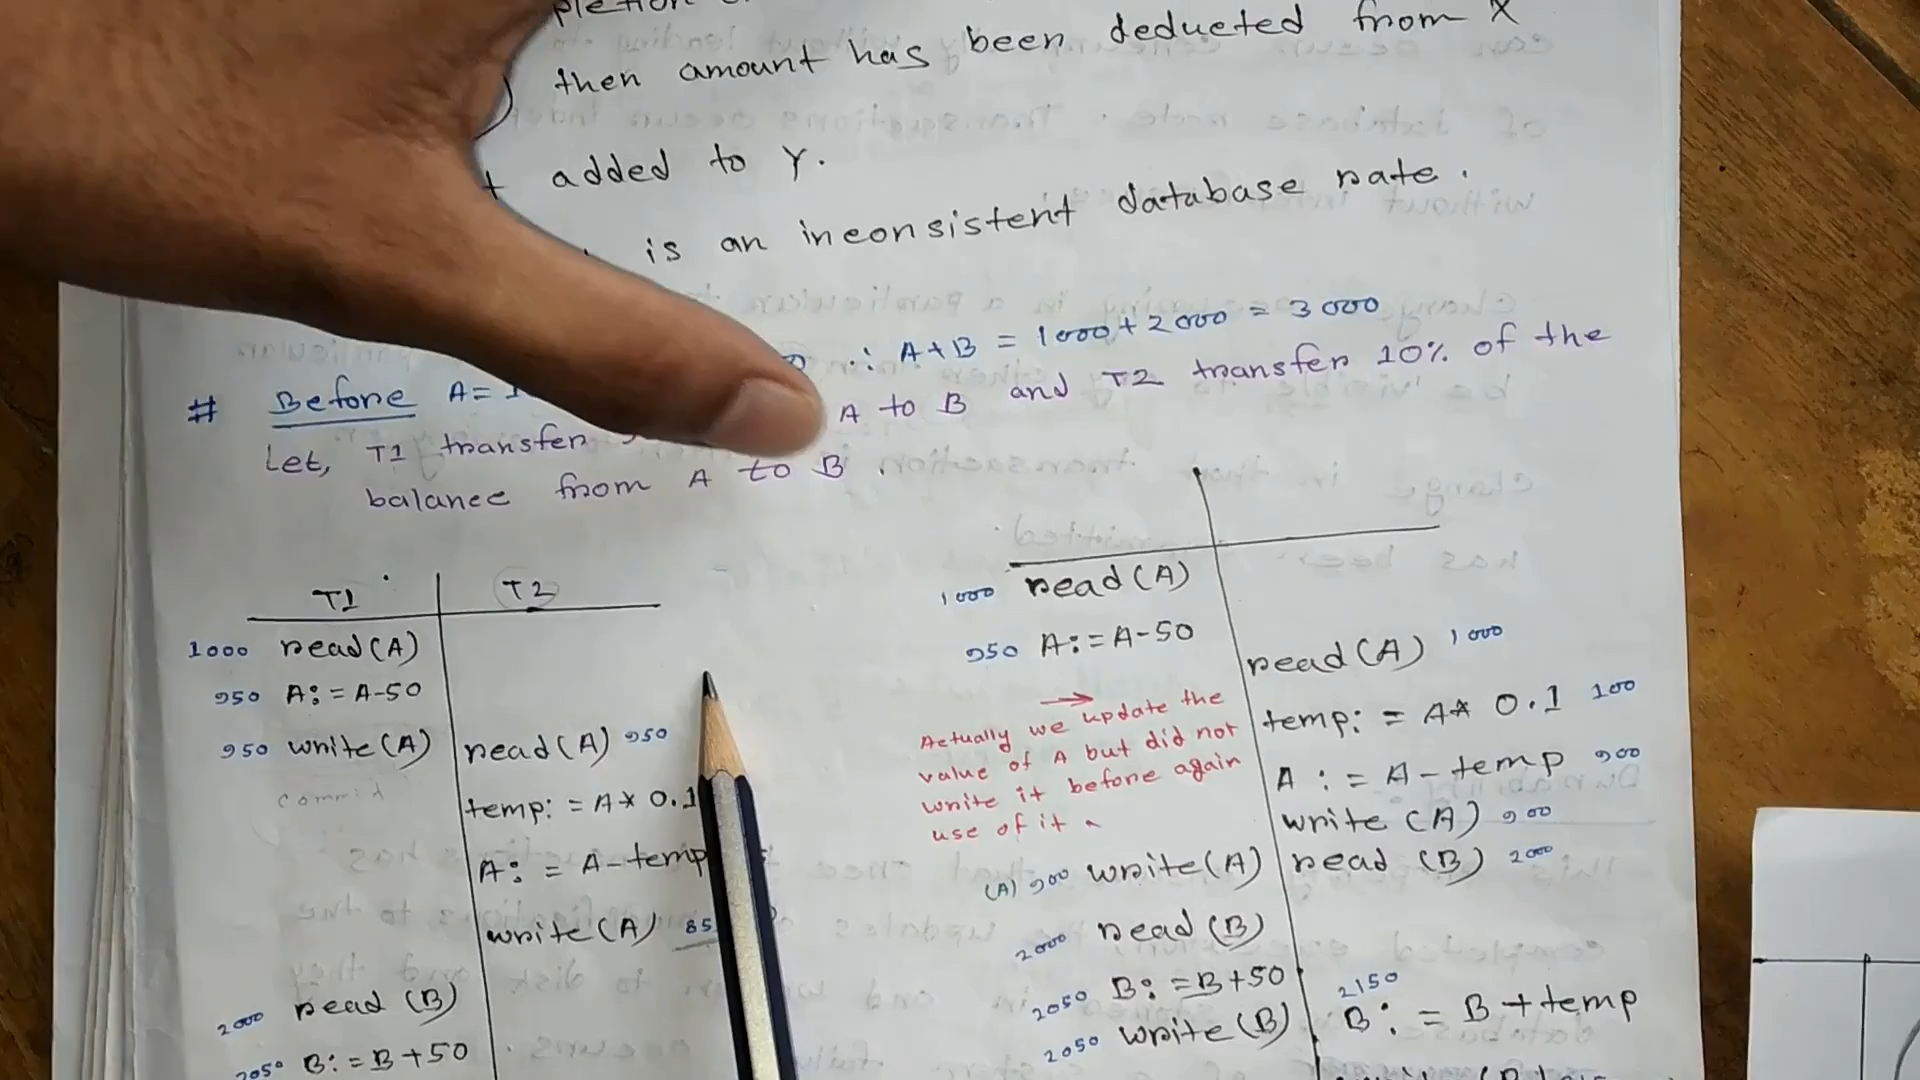 then amount has been deducted from X
added to Y.
is an inconsistent database rate.
∴ A+B = 1000+2000 = 3000
# Before A=
Let, T1 transfer A to B and T2 transfer 10% of the
balance from A to B.
T1 T2
1000 read(A)
950 A:=A-50
950 write(A) read(A) 950
commit
temp:=A*0.1
A:=A-temp
write(A) 85
2000 read(B)
2050 B:=B+50
1000 read(A)
950 A:=A-50
read(A) 1000
temp:=A*0.1 100
A:=A-temp 900
write(A) 900
→
Actually we update the
value of A but did not
write it before again
use of it
(A) 900 write(A) read(B) 2000
2000 read(B)
2050 B:=B+50
2150
2050 write(B) B:=B+temp